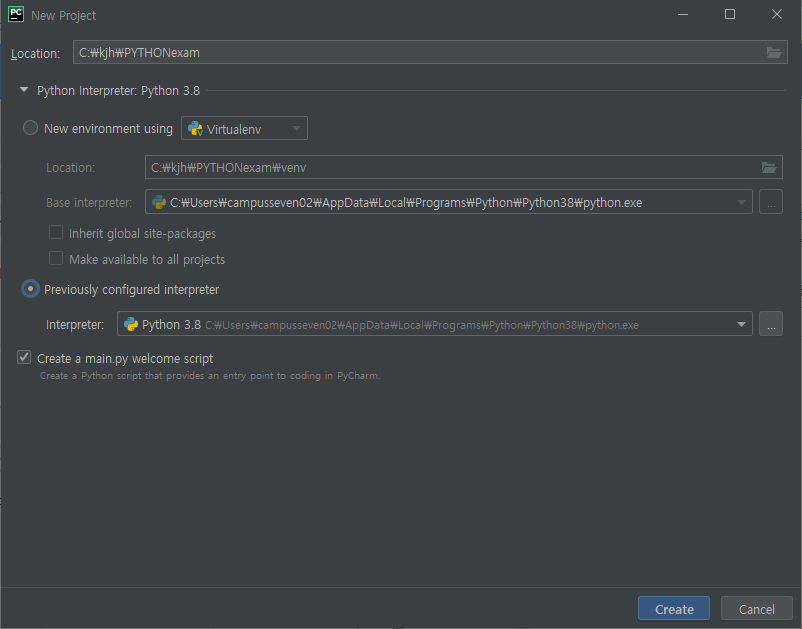 PC New Project
Location: C:₩kjh₩PYTHONexam
Python Interpreter: Python 3.8
New environment using Virtualenv
Location: C:₩kjh₩PYTHONexam₩venv
Base interpreter: C:₩Users₩campusseven02₩AppData₩Local₩Programs₩Python₩Python38₩python.exe ...
Inherit global site-packages
Make available to all projects
Previously configured interpreter
Interpreter: Python 3.8 C:₩Users₩campusseven02₩AppData₩Local₩Programs₩Python₩Python38₩python.exe ...
Create a main.py welcome script
Create a Python script that provides an entry point to coding in PyCharm.
Create Cancel